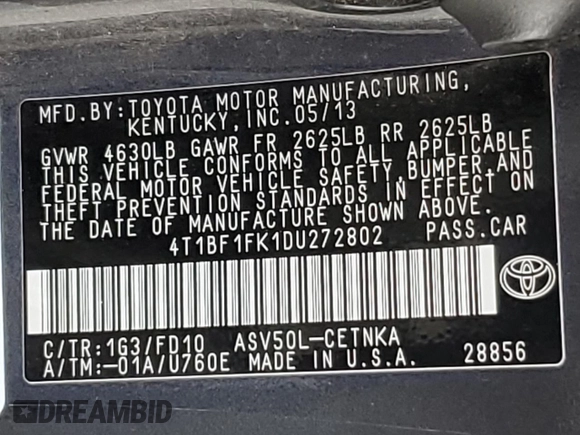 MFD.BY:TOYOTA MOTOR MANUFACTURING,
KENTUCKY,INC.05/13
GVWR 4630LB GAWR FR 2625LB RR 2625LB
THIS VEHICLE CONFORMS TO ALL APPLICABLE
FEDERAL MOTOR VEHICLE SAFETY,BUMPER,AND
THEFT PREVENTION STANDARDS IN EFFECT ON
THE DATE OF MANUFACTURE SHOWN ABOVE.
4T1BF1FK1DU272802 PASS.CAR
C/TR:1G3/FD10 ASV50L-CETNKA
A/TM:-01A/U760E MADE IN U.S.A. 28856
DREAMBID